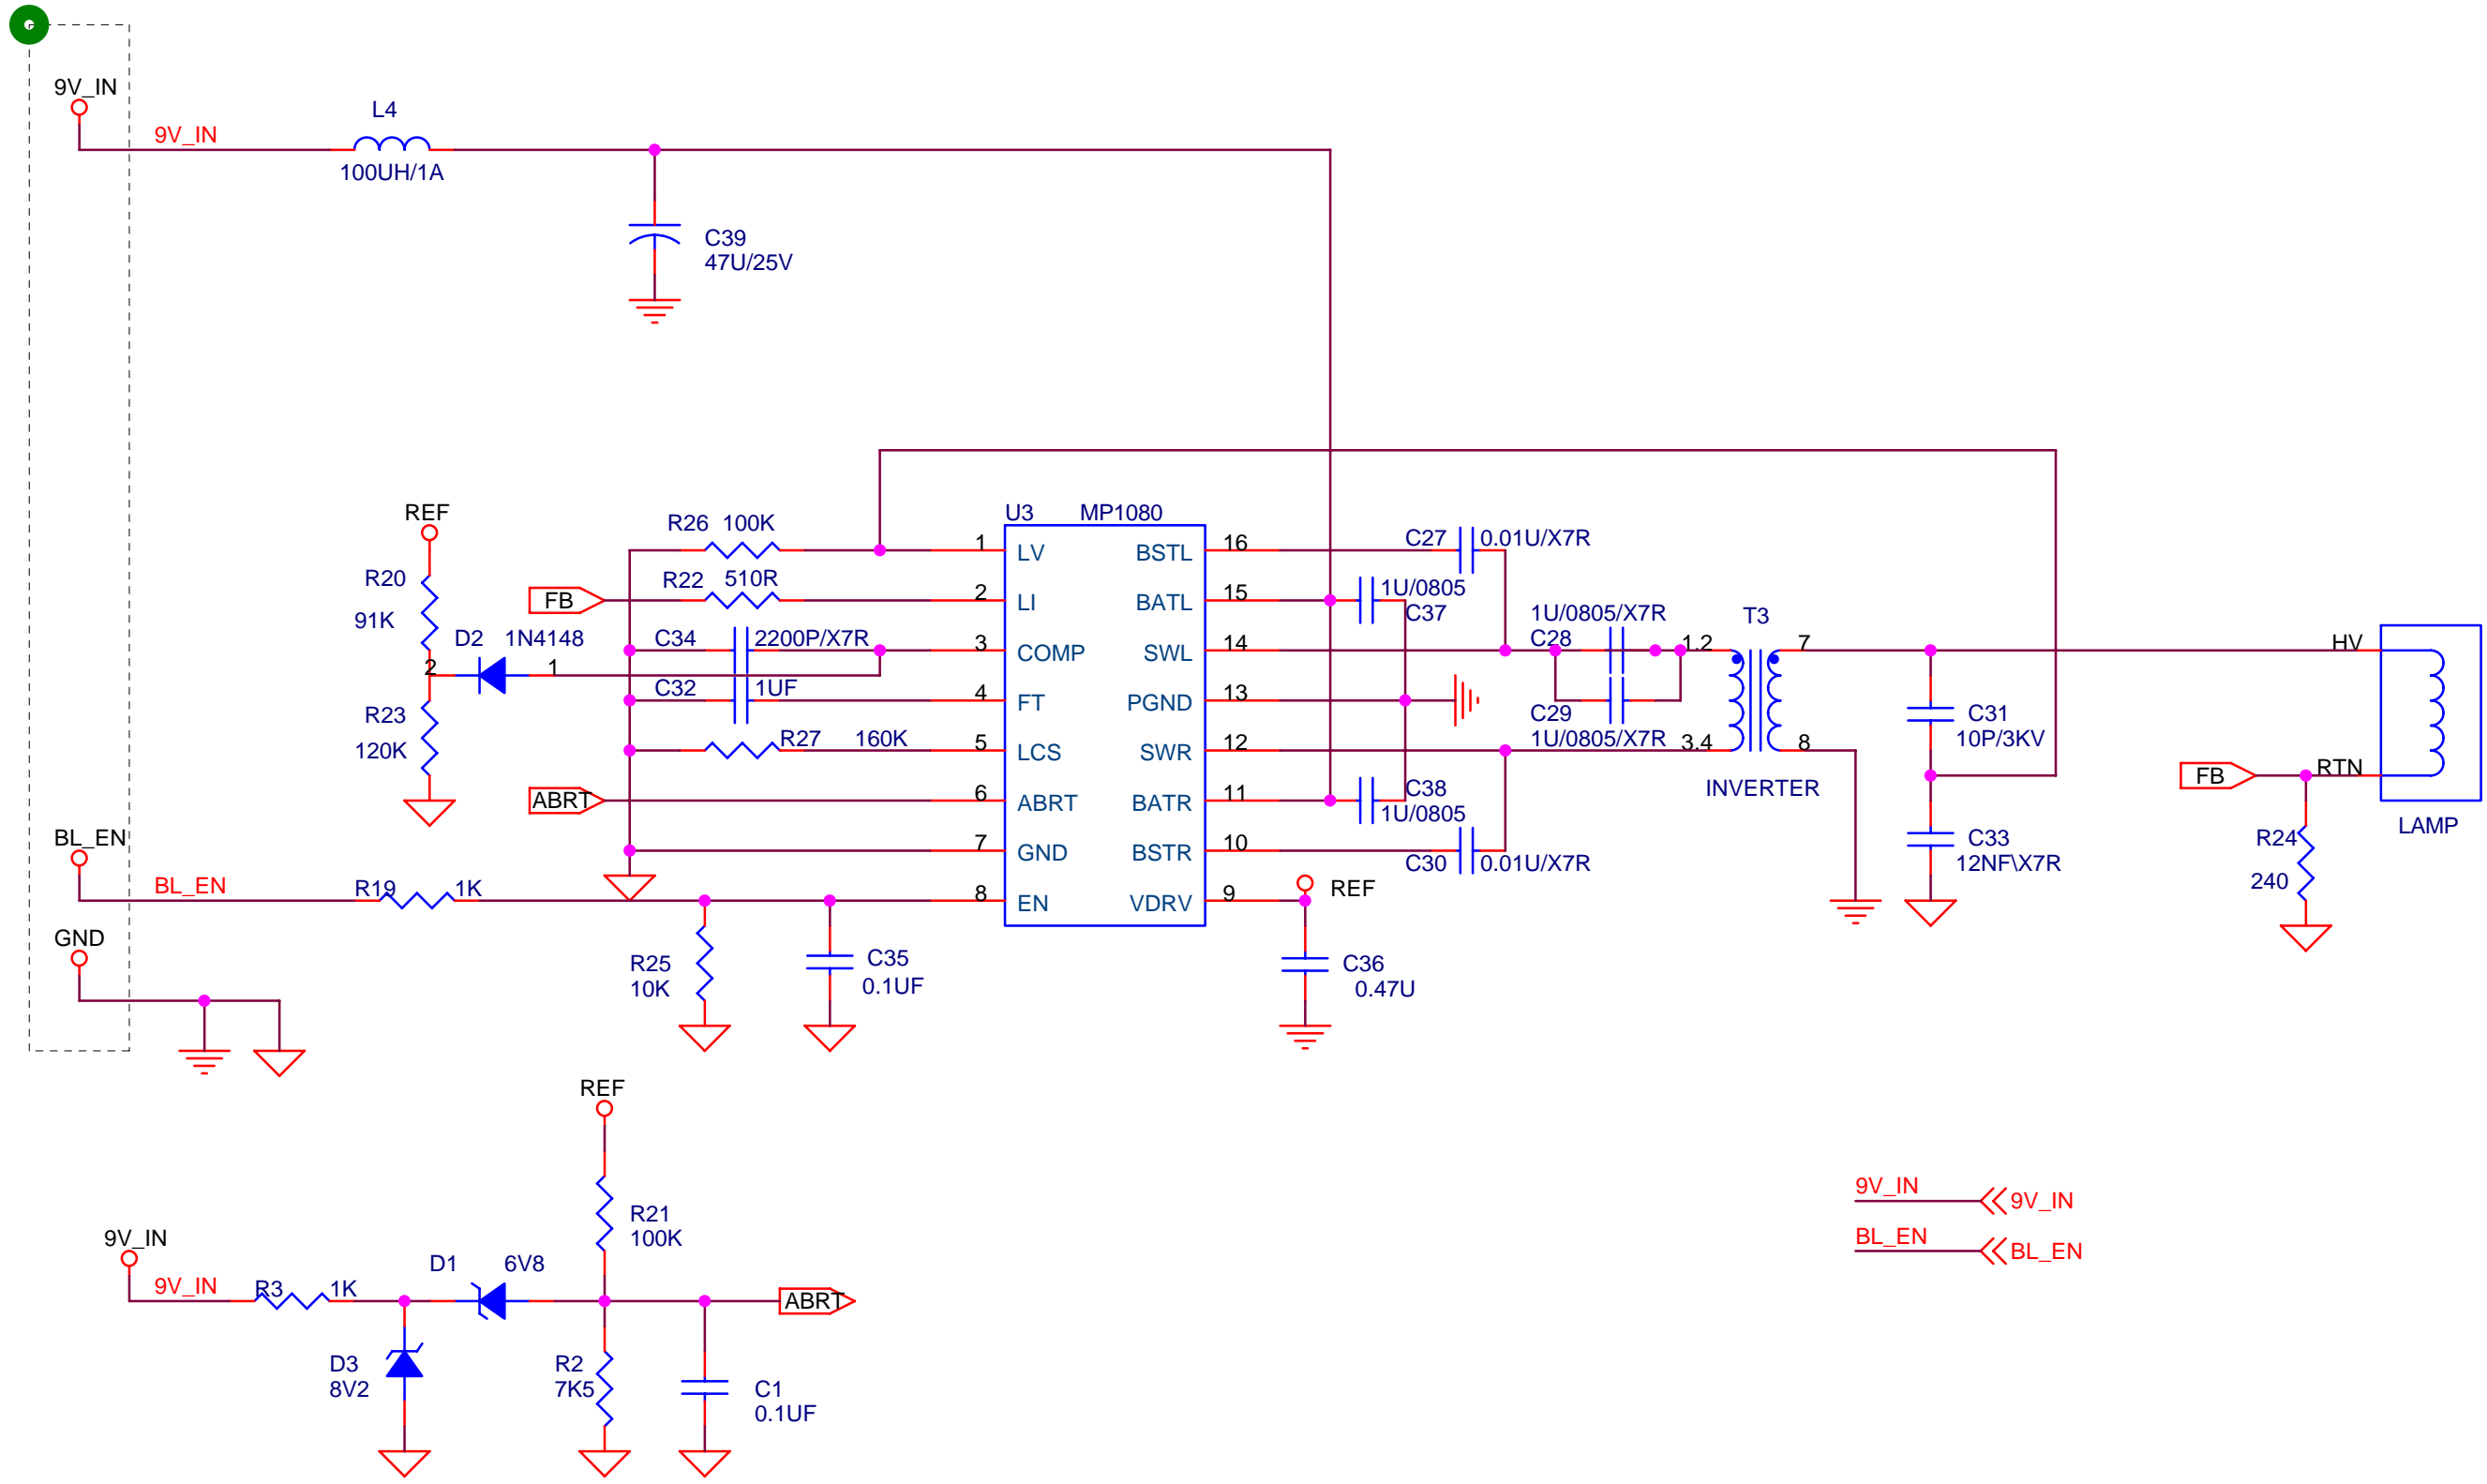 9V_IN
9V_IN
L4
100UH/1A
C39
47U/25V
REF
R20
91K
D2 1N4148
2
1
R23
120K
R26 100K
FB
R22 510R
C34 2200P/X7R
C32 1UF
R27 160K
ABRT
U3 MP1080
1 LV
2 LI
3 COMP
4 FT
5 LCS
6 ABRT
7 GND
8 EN
BSTL 16
BATL 15
SWL 14
PGND 13
SWR 12
BATR 11
BSTR 10
VDRV 9
C27 0.01U/X7R
1U/0805
C37
1U/0805/X7R
C28
C29
1U/0805/X7R
C38
1U/0805
C30 0.01U/X7R
REF
C36
0.47U
T3
1.2
7
3.4
8
INVERTER
C31
10P/3KV
C33
12NF\X7R
HV
FB
RTN
R24
240
LAMP
BL_EN
BL_EN
R19 1K
GND
R25
10K
C35
0.1UF
REF
R21
100K
9V_IN
9V_IN
R3 1K
D1 6V8
ABRT
D3
8V2
R2
7K5
C1
0.1UF
9V_IN
9V_IN
BL_EN
BL_EN